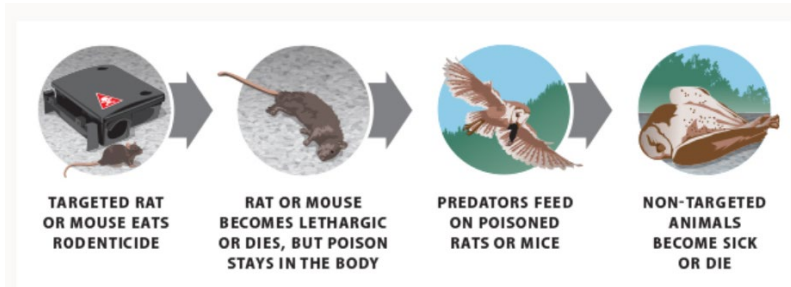 TARGETED RAT
OR MOUSE EATS
RODENTICIDE
RAT OR MOUSE
BECOMES LETHARGIC
OR DIES, BUT POISON
STAYS IN THE BODY
PREDATORS FEED
ON POISONED
RATS OR MICE
NON-TARGETED
ANIMALS
BECOME SICK
OR DIE